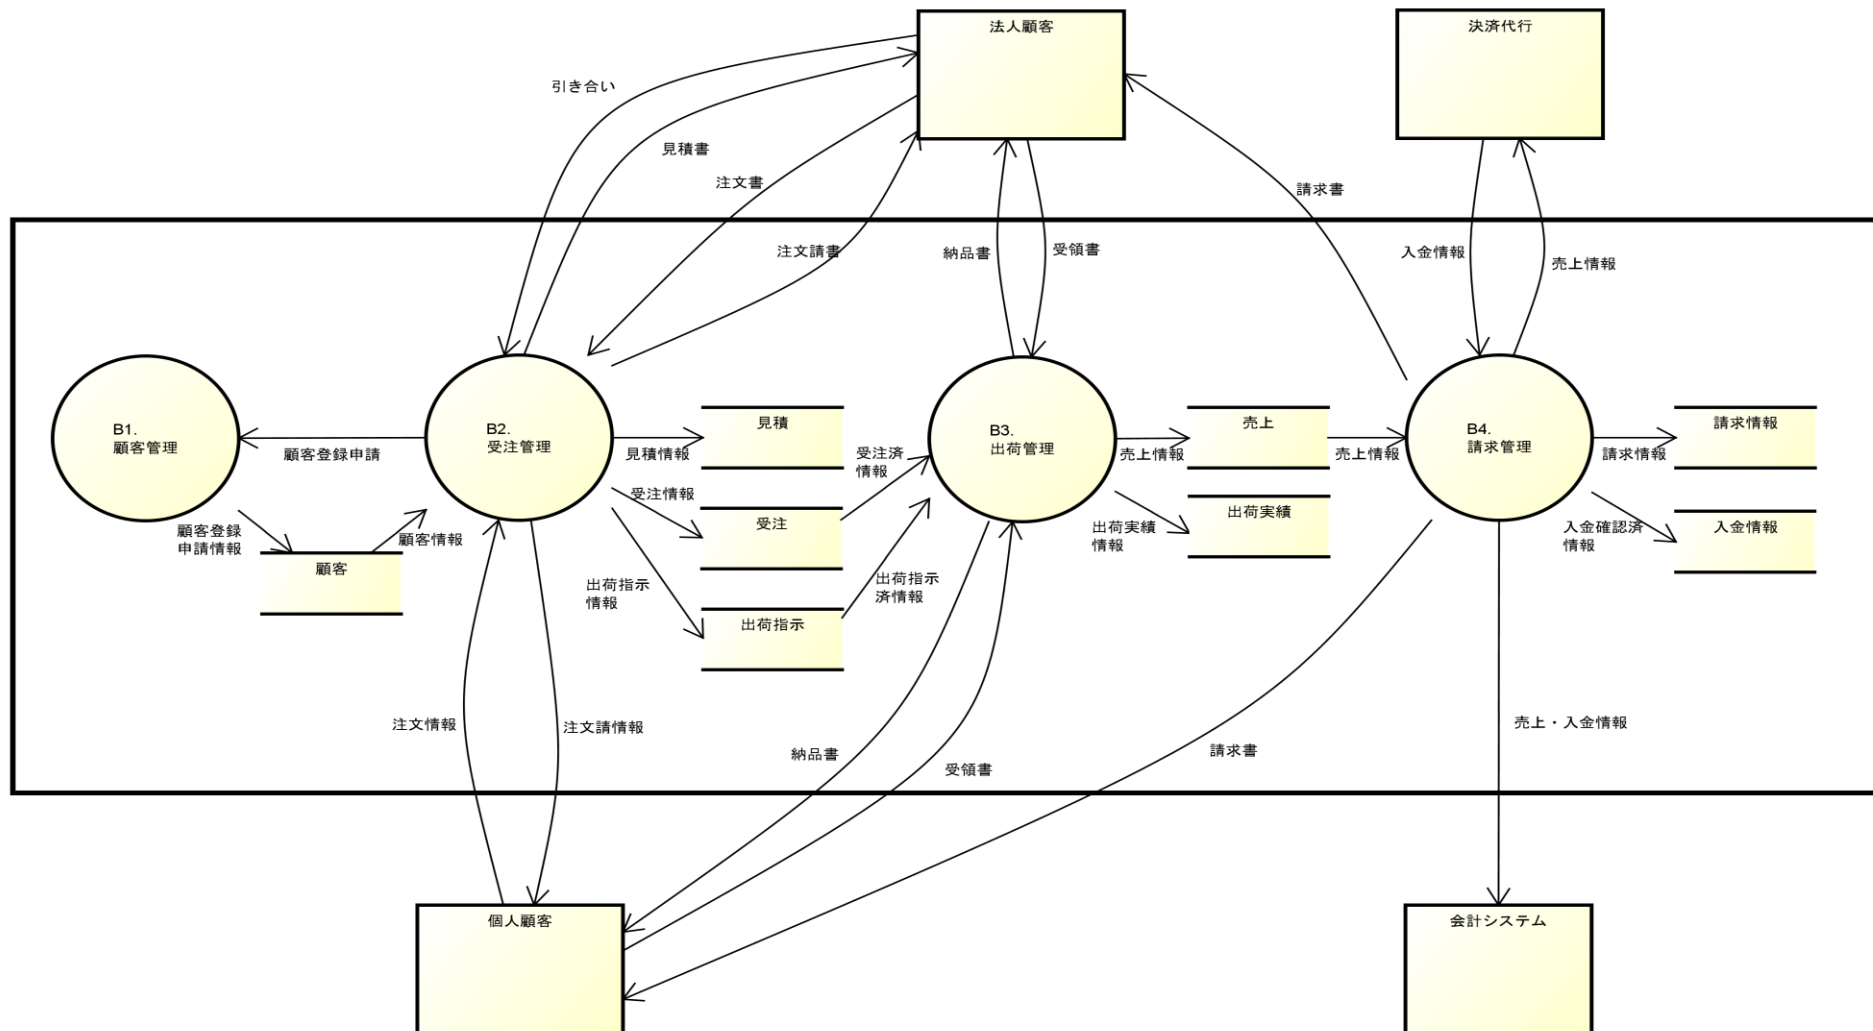 法人顧客
決済代行
引き合い
見積書
注文書
注文請書
納品書
受領書
請求書
入金情報
売上情報
B1.
顧客管理
顧客登録申請
B2.
受注管理
見積情報
見積
受注済
情報
B3.
出荷管理
売上情報
売上
売上情報
B4.
請求管理
請求情報
請求情報
顧客登録
申請情報
顧客情報
顧客
受注情報
受注
出荷指示
情報
出荷指示
出荷指示
済情報
出荷実績
情報
出荷実績
入金確認済
情報
入金情報
注文情報
注文請情報
納品書
受領書
請求書
売上・入金情報
個人顧客
会計システム